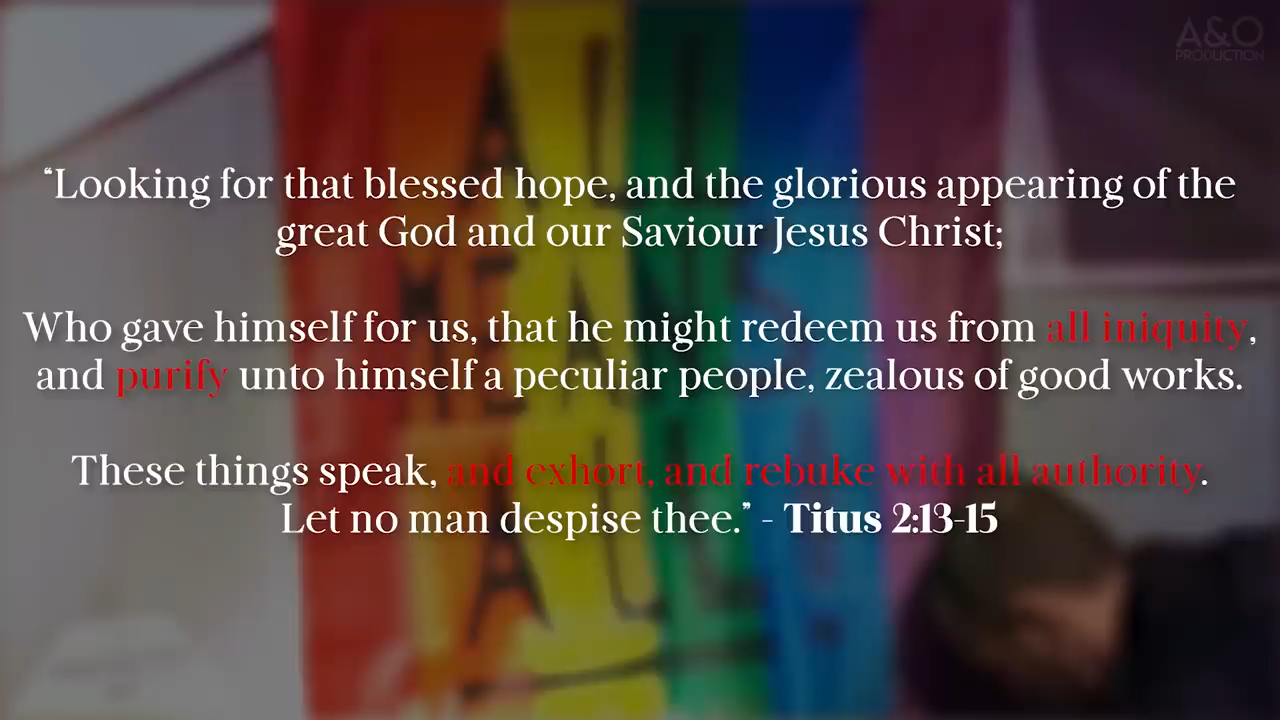 “Looking for that blessed hope, and the glorious appearing of the
great God and our Saviour Jesus Christ;
Who gave himself for us, that he might redeem us from all iniquity,
and purify unto himself a peculiar people, zealous of good works.
These things speak, and exhort, and rebuke with all authority.
Let no man despise thee.” - Titus 2:13-15
A&O
PRODUCTION